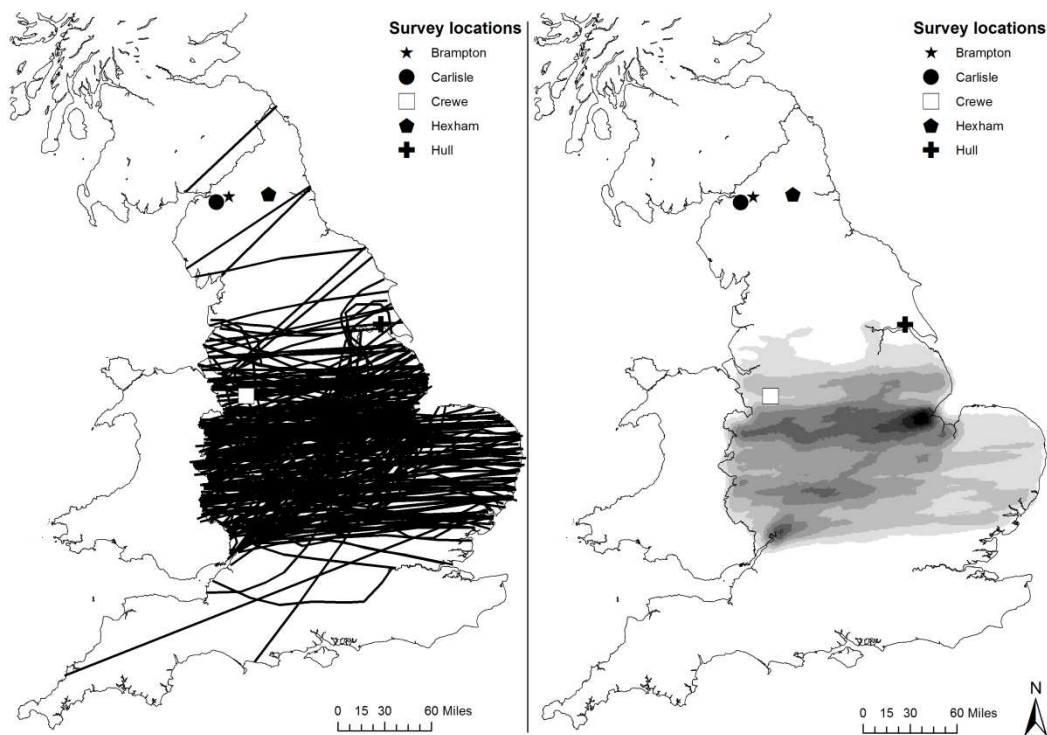 Survey locations
Brampton
Carlisle
Crewe
Hexham
Hull
0 15 30 60 Miles
Survey locations
Brampton
Carlisle
Crewe
Hexham
Hull
N
0 15 30 60 Miles